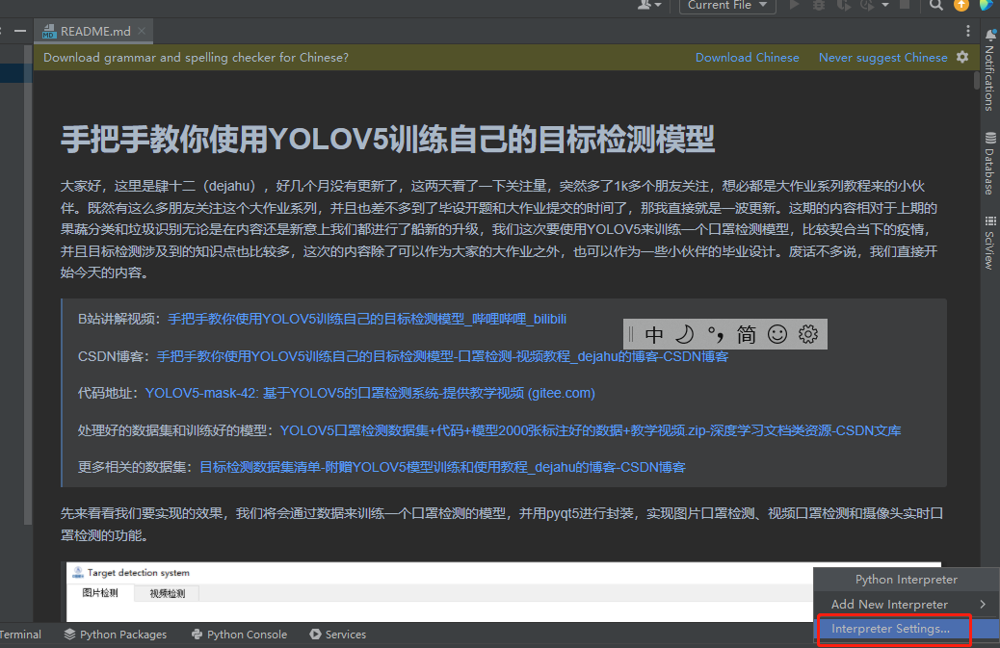 Current File
README.md
Download grammar and spelling checker for Chinese?
Download Chinese
Never suggest Chinese
Notifications
Database
SciView
手把手教你使用YOLOV5训练自己的目标检测模型
大家好，这里是肆十二（dejahu），好几个月没有更新了，这两天看了一下关注量，突然多了1k多个朋友关注，想必都是大作业系列教程来的小伙
伴。既然有这么多朋友关注这个大作业系列，并且也差不多到了毕设开题和大作业提交的时间了，那我直接就是一波更新。这期的内容相对于上期的
果蔬分类和垃圾识别无论是在内容还是新意上我们都进行了船新的升级，我们这次要使用YOLO5来训练一个口罩检测模型，比较契合当下的疫情，
并且目标检测涉及到的知识点也比较多，这次的内容除了可以作为大家的大作业之外，也可以作为一些小伙伴的毕业设计。废话不多说，我们直接开
始今天的内容。
B站讲解视频：手把手教你使用YOLOV5训练自己的目标检测模型_哔哩哔哩_bilibili
中 简
CSDN博客：手把手教你使用YOLOV5训练自己的目标检测模型-口罩检测-视频教程_dejahu的博客-CSDN博客
代码地址：YOLOV5-mask-42: 基于YOLOV5的口罩检测系统-提供教学视频 (gitee.com)
处理好的数据集和训练好的模型：YOLOV5口罩检测数据集+代码+模型2000张标注好的数据+教学视频.zip-深度学习文档类资源-CSDN文库
更多相关的数据集：目标检测数据集清单-附赠YOLOV5模型训练和使用教程_dejahu的博客-CSDN博客
先来看看我们要实现的效果，我们将会通过数据来训练一个口罩检测的模型，并用pyqt5进行封装，实现图片口罩检测、视频口罩检测和摄像头实时口
罩检测的功能。
Target detection system
图片检测
视频检测
Python Interpreter
Add New Interpreter
Interpreter Settings...
Terminal
Python Packages
Python Console
Services